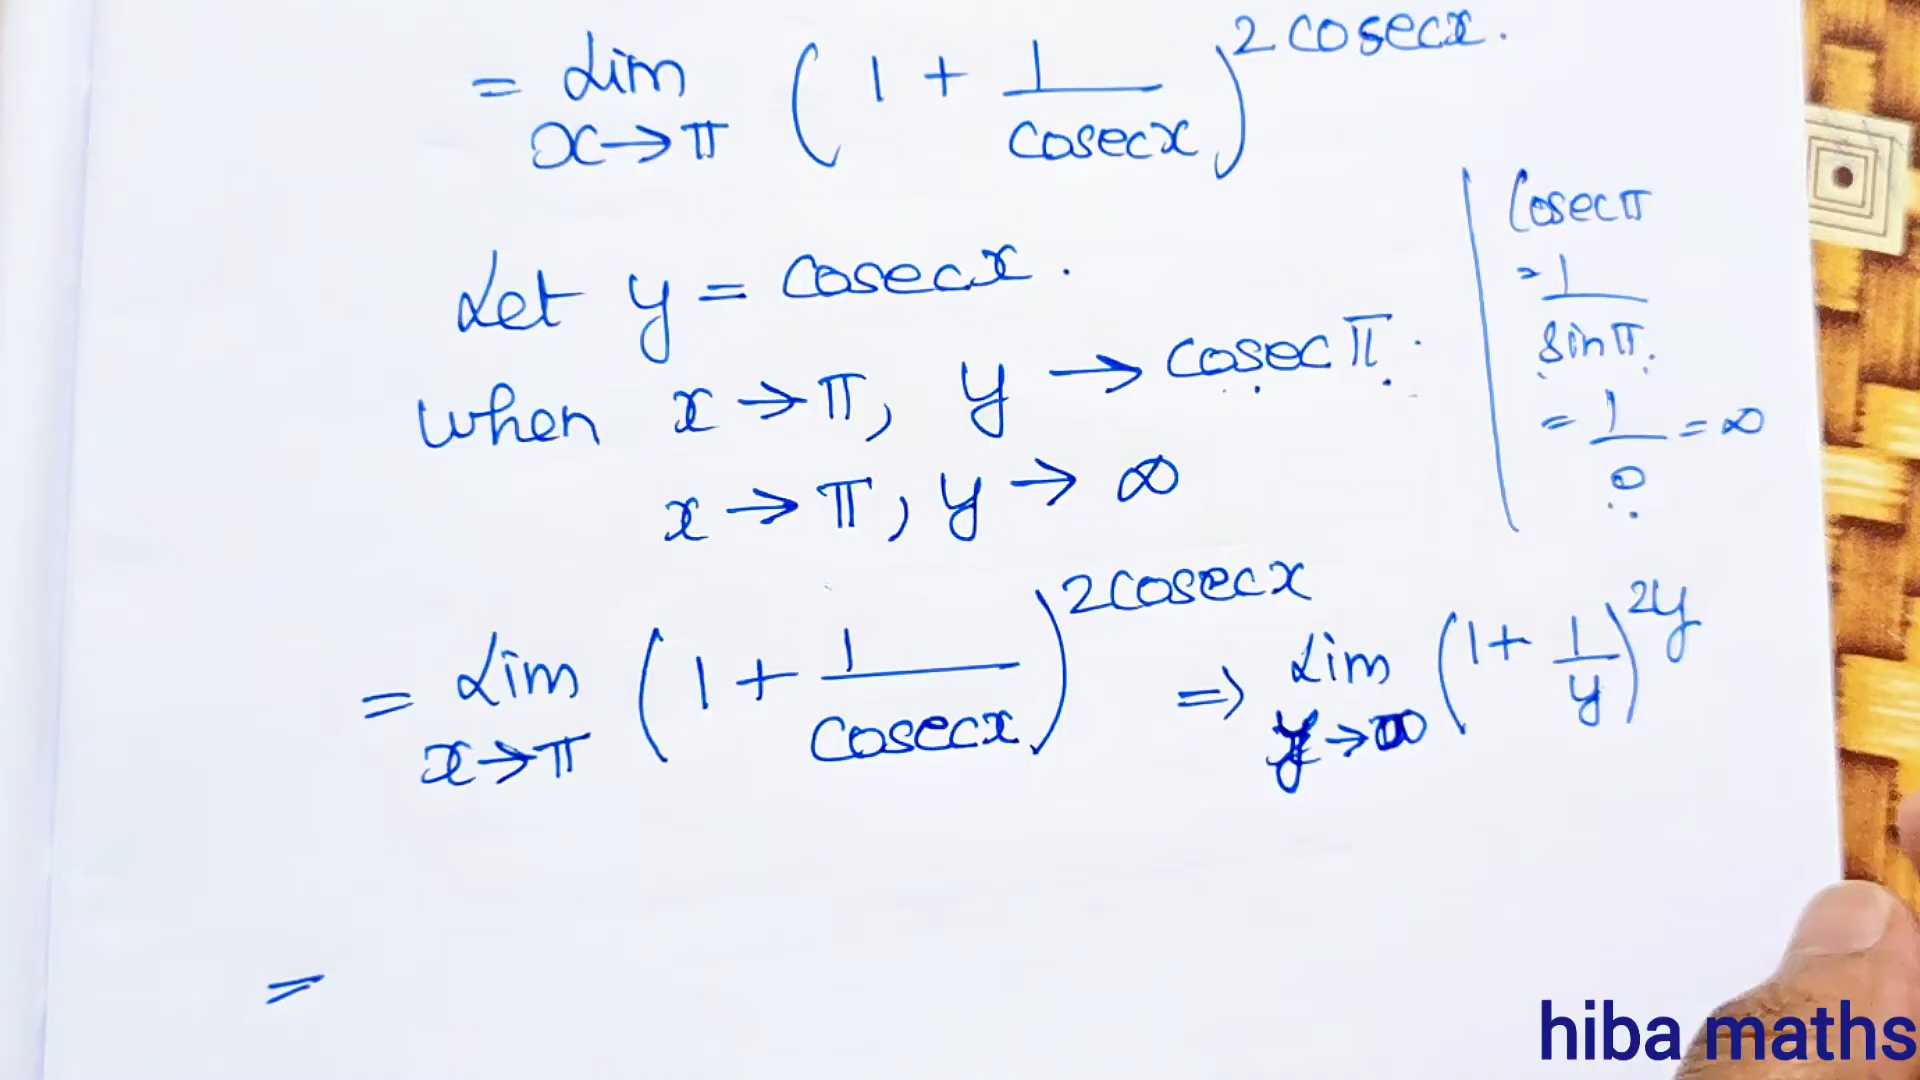 = Lim x→π (1 + 1/cosecx)^2cosecx.
Let y = cosecx.
when x→π, y → cosecπ.
x→π, y → ∞
Cosecπ
= 1/sinπ.
= 1/0 = ∞
= Lim x→π (1 + 1/cosecx)^2cosecx ⇒ Lim y→∞ (1 + 1/y)^2y
=
hiba maths